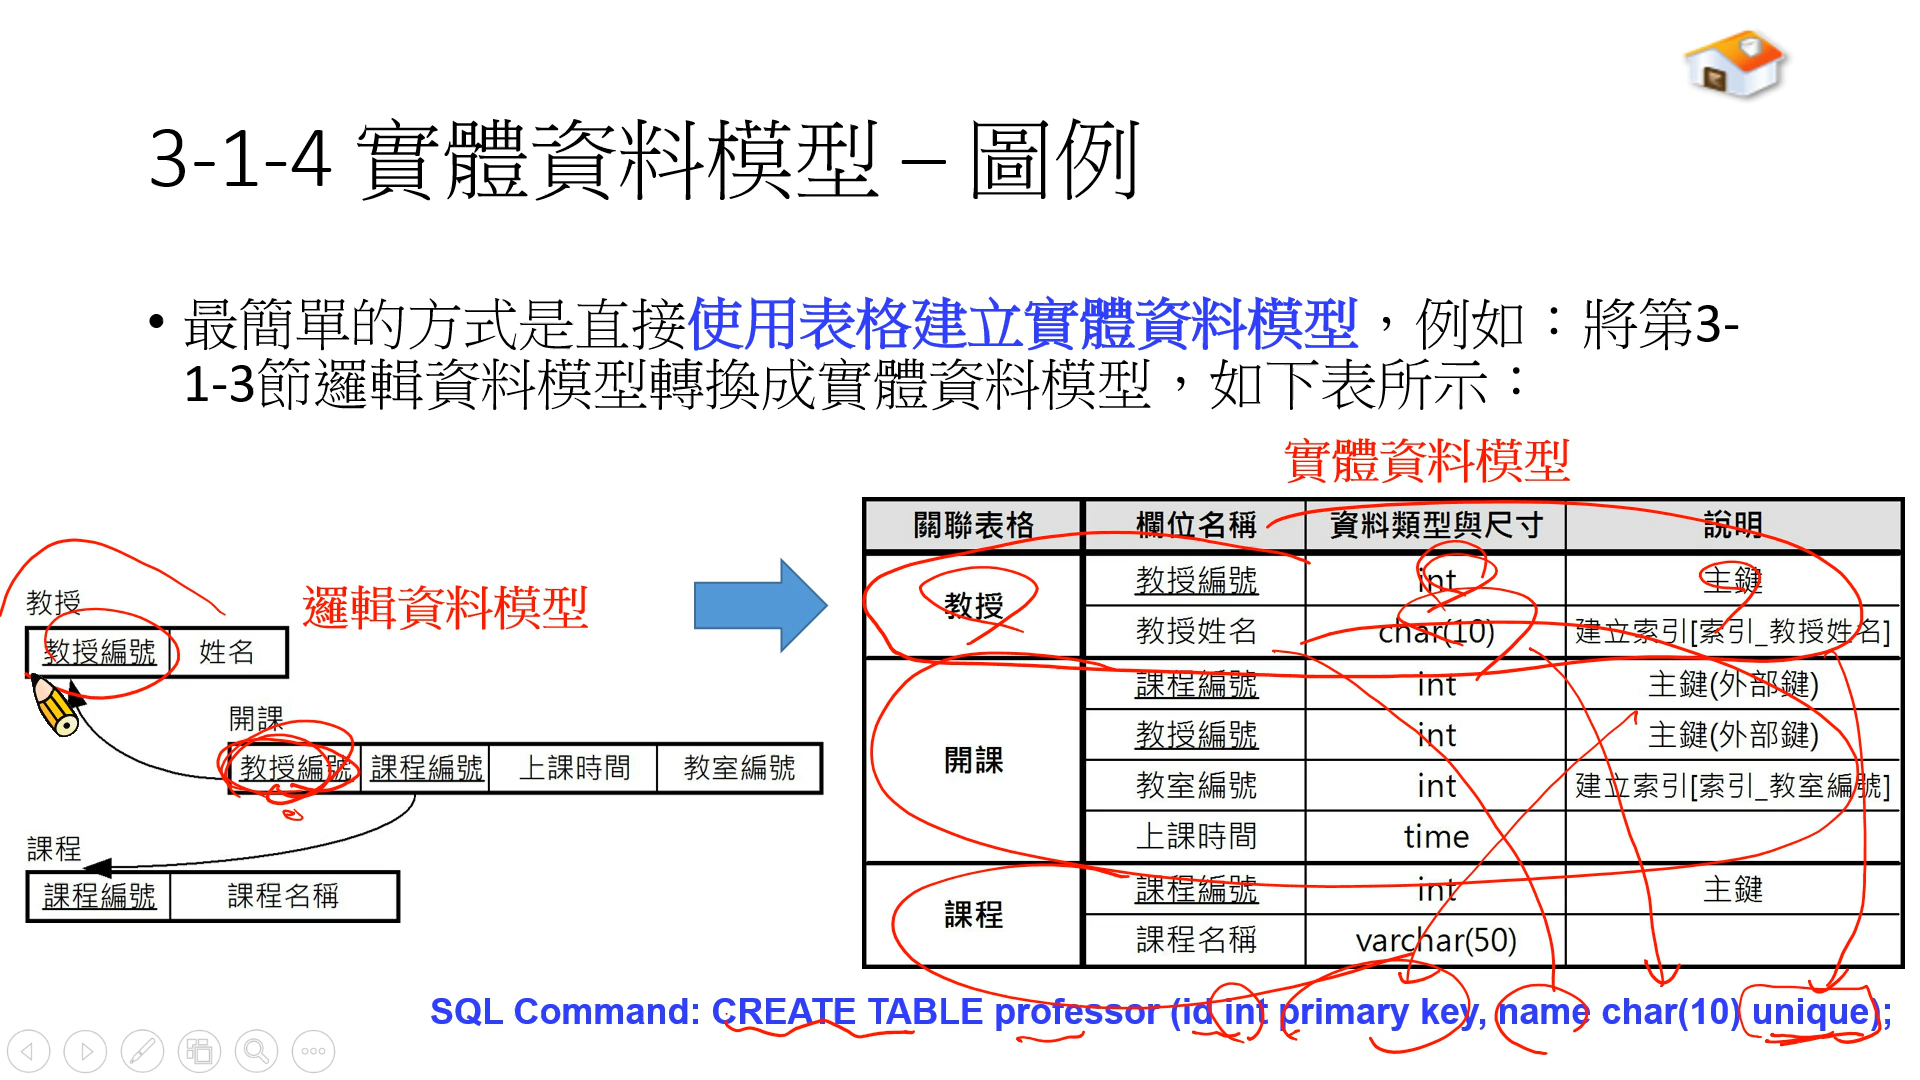 3-1-4 實體資料模型 – 圖例
• 最簡單的方式是直接使用表格建立實體資料模型，例如：將第3-
1-3節邏輯資料模型轉換成實體資料模型，如下表所示：
實體資料模型
邏輯資料模型
教授
教授編號 姓名
開課
教授編號 課程編號 上課時間 教室編號
課程
課程編號 課程名稱
關聯表格 欄位名稱 資料類型與尺寸 說明
教授 教授編號 int 主鍵
教授姓名 char(10) 建立索引[索引_教授姓名]
開課 課程編號 int 主鍵(外部鍵)
教授編號 int 主鍵(外部鍵)
教室編號 int 建立索引[索引_教室編號]
上課時間 time
課程 課程編號 int 主鍵
課程名稱 varchar(50)
SQL Command: CREATE TABLE professor (id int primary key, name char(10) unique);